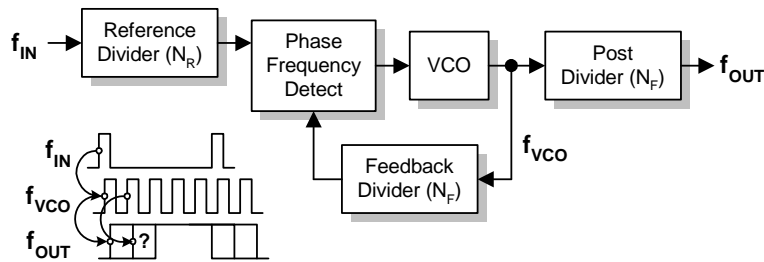 f_IN
Reference
Divider (N_R)
Phase
Frequency
Detect
VCO
Post
Divider (N_F)
f_OUT
f_VCO
Feedback
Divider (N_F)
f_IN
f_VCO
f_OUT
?